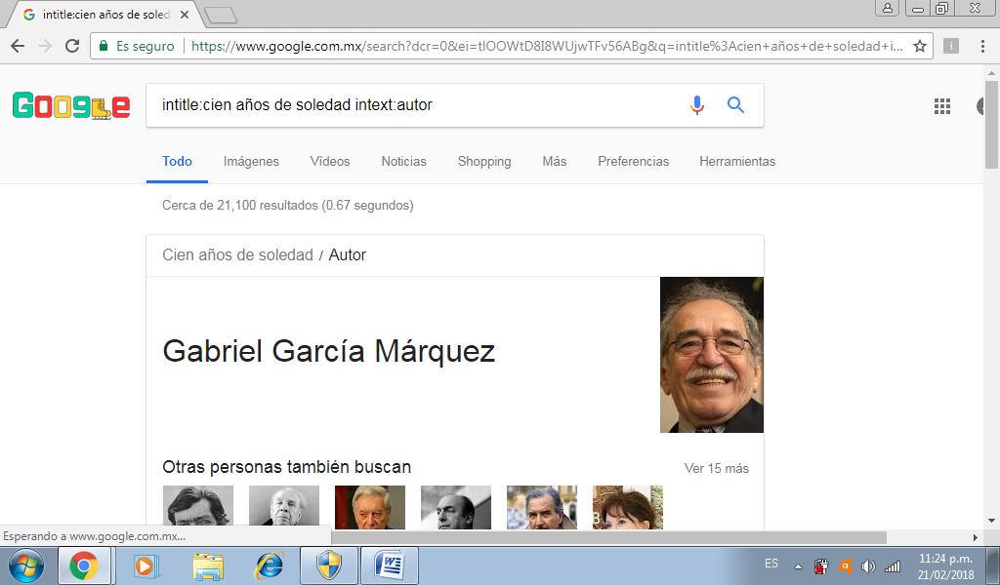 intitle:cien años de soled
Es seguro
https://www.google.com.mx/search?dcr=0&ei=tlOOWtD8I8WUjwTFv56ABg&q=intitle%3Acien años+de+soledad+i...
Google
intitle:cien años de soledad intext:autor
Todo Imágenes Vídeos Noticias Shopping Más Preferencias Herramientas
Cerca de 21,100 resultados (0.67 segundos)
Cien años de soledad / Autor
Gabriel García Márquez
Otras personas también buscan
Ver 15 más
Esperando a www.google.com.mx...
ES
11:24 p.m.
21/02/2018